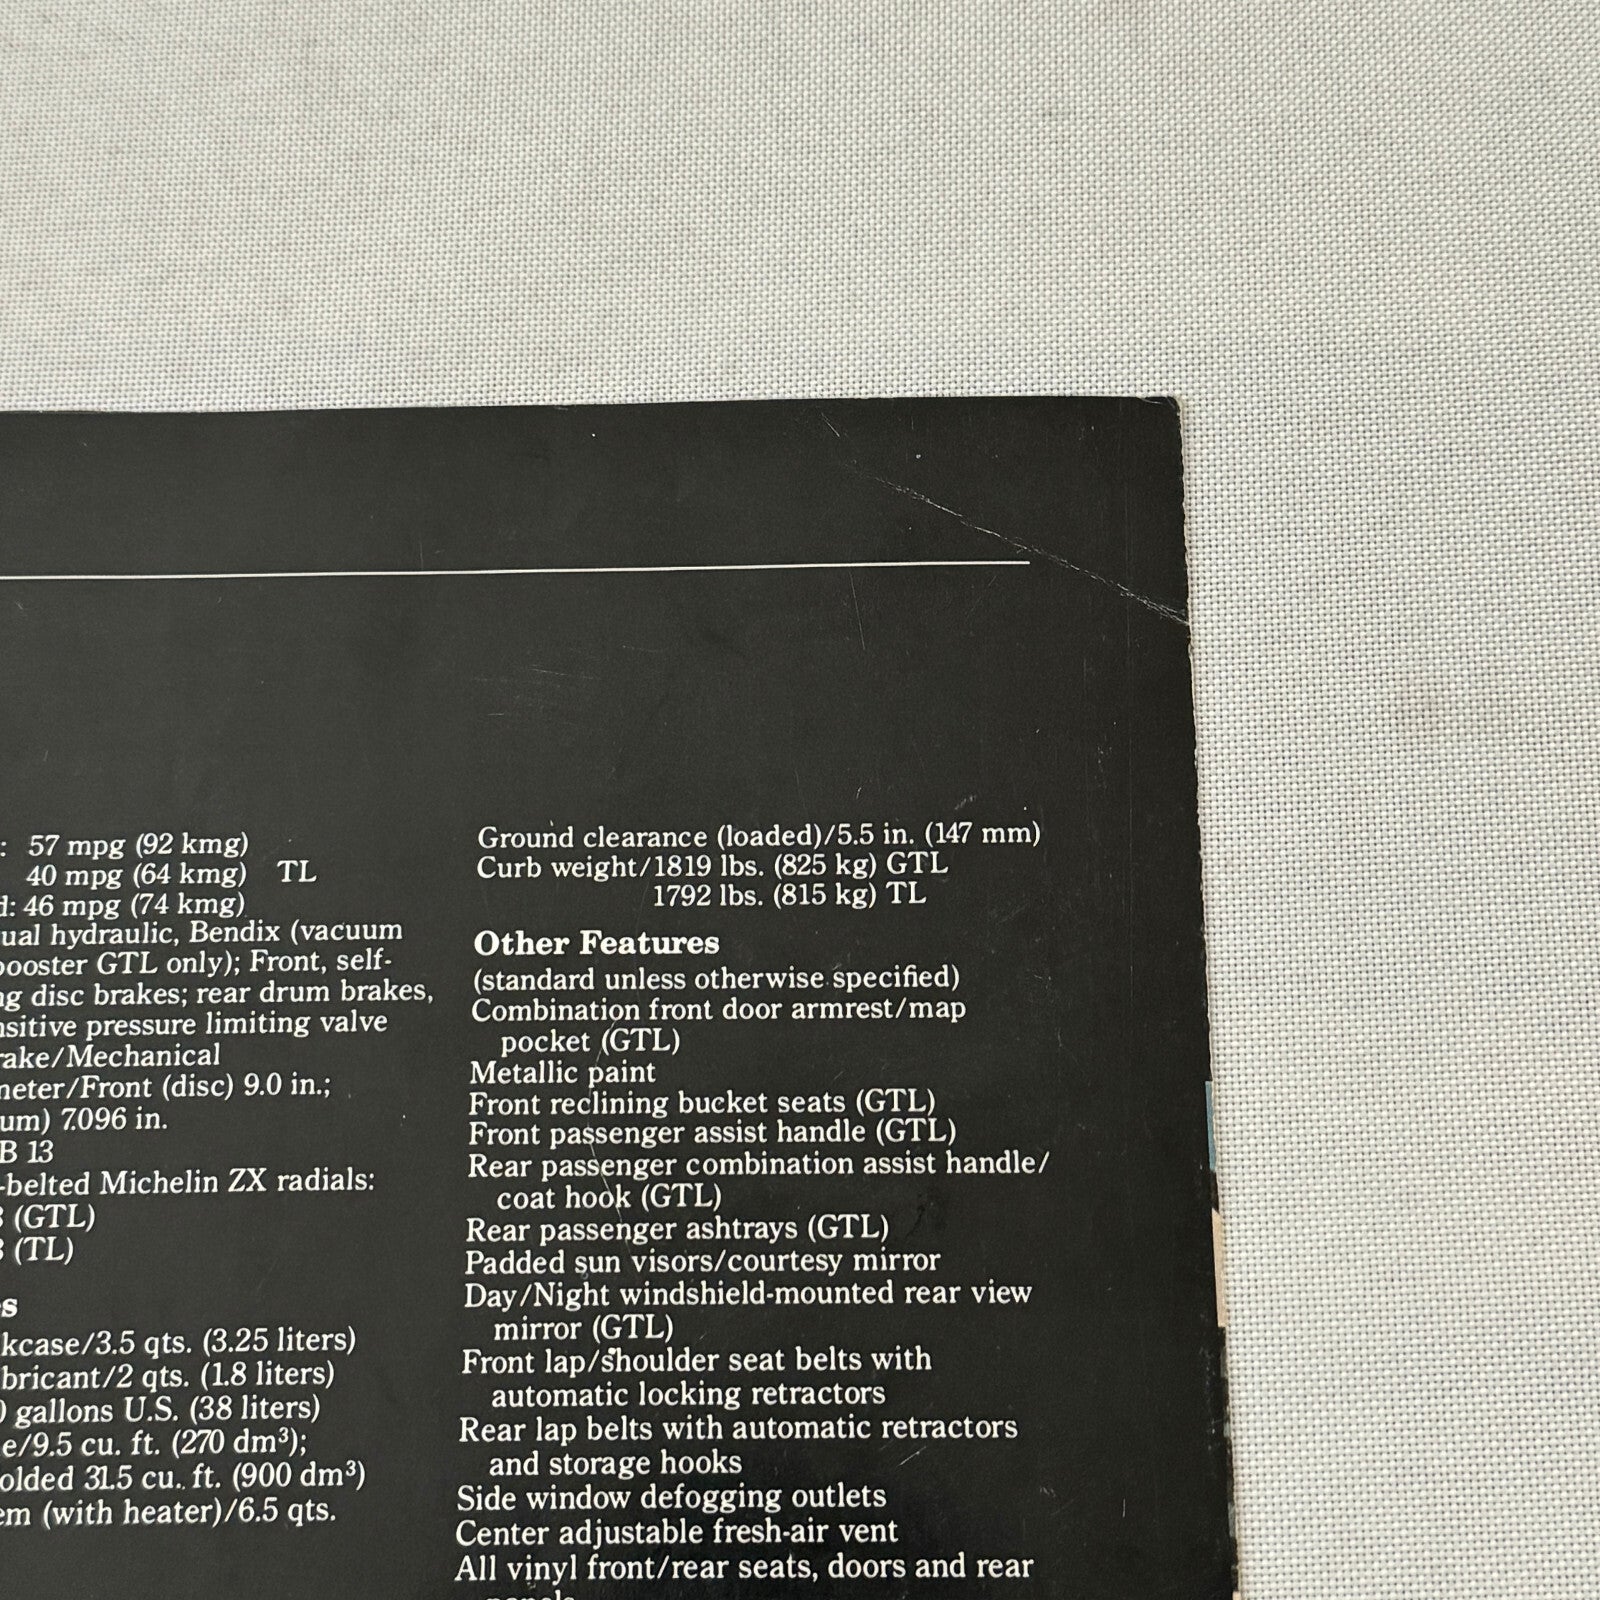 : 57 mpg (92 kmg)
40 mpg (64 kmg) TL
d: 46 mpg (74 kmg)
ual hydraulic, Bendix (vacuum
booster GTL only); Front, self-
ng disc brakes; rear drum brakes,
nsitive pressure limiting valve
rake/Mechanical
meter/Front (disc) 9.0 in.;
um) 7.096 in.
B 13
-belted Michelin ZX radials:
(GTL)
(TL)
s
kcase/3.5 qts. (3.25 liters)
bricant/2 qts. (1.8 liters)
0 gallons U.S. (38 liters)
e/9.5 cu. ft. (270 dm³);
olded 31.5 cu. ft. (900 dm³)
em (with heater)/6.5 qts.
Ground clearance (loaded)/5.5 in. (147 mm)
Curb weight/1819 lbs. (825 kg) GTL
1792 lbs. (815 kg) TL
Other Features
(standard unless otherwise specified)
Combination front door armrest/map
pocket (GTL)
Metallic paint
Front reclining bucket seats (GTL)
Front passenger assist handle (GTL)
Rear passenger combination assist handle/
coat hook (GTL)
Rear passenger ashtrays (GTL)
Padded sun visors/courtesy mirror
Day/Night windshield-mounted rear view
mirror (GTL)
Front lap/shoulder seat belts with
automatic locking retractors
Rear lap belts with automatic retractors
and storage hooks
Side window defogging outlets
Center adjustable fresh-air vent
All vinyl front/rear seats, doors and rear
panels